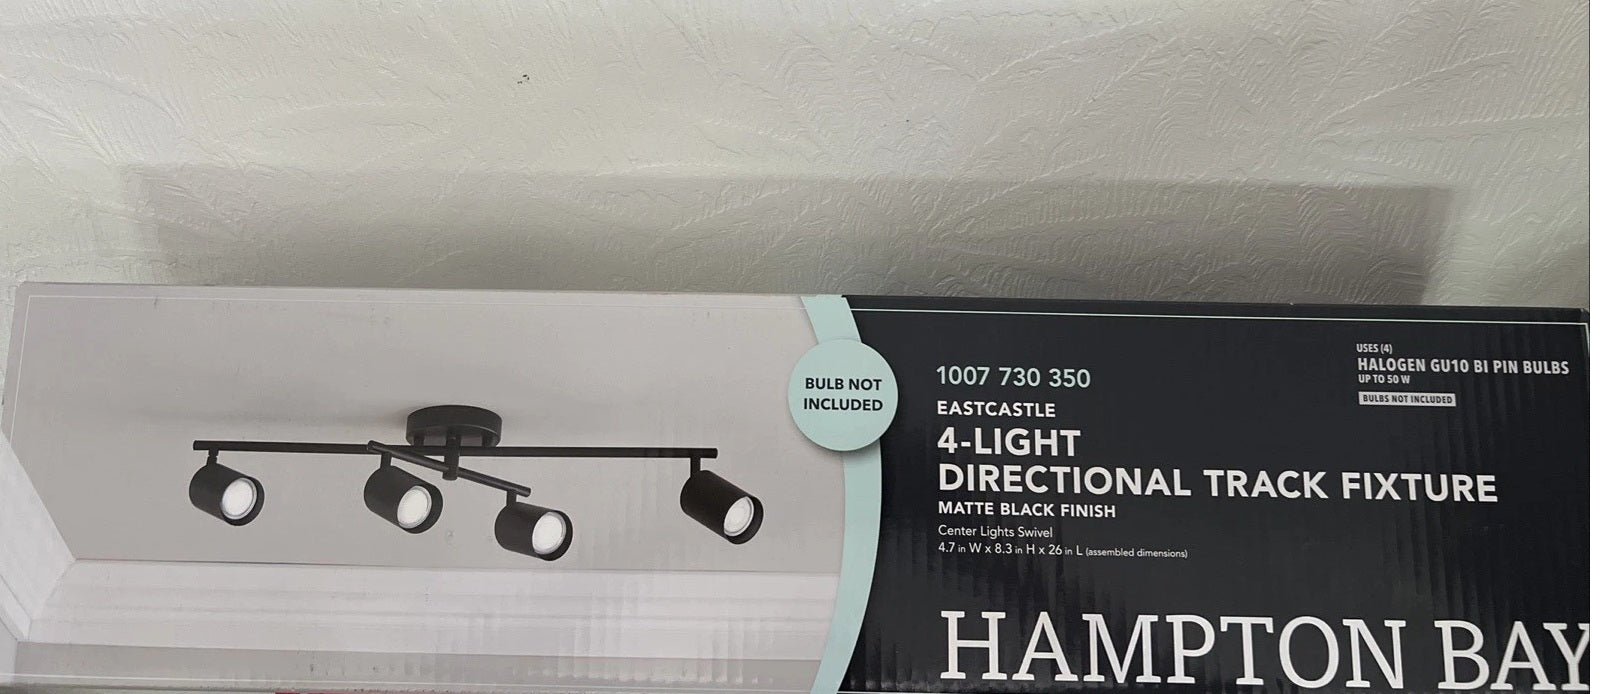 BULB NOT
INCLUDED
1007 730 350
EASTCASTLE
4-LIGHT
DIRECTIONAL TRACK FIXTURE
MATTE BLACK FINISH
Center Lights Swivel
4.7 in W x 8.3 in H x 26 in L (assembled dimensions)
USES (4)
HALOGEN GU10 BI PIN BULBS
UP TO 50 W
BULBS NOT INCLUDED
HAMPTON BAY